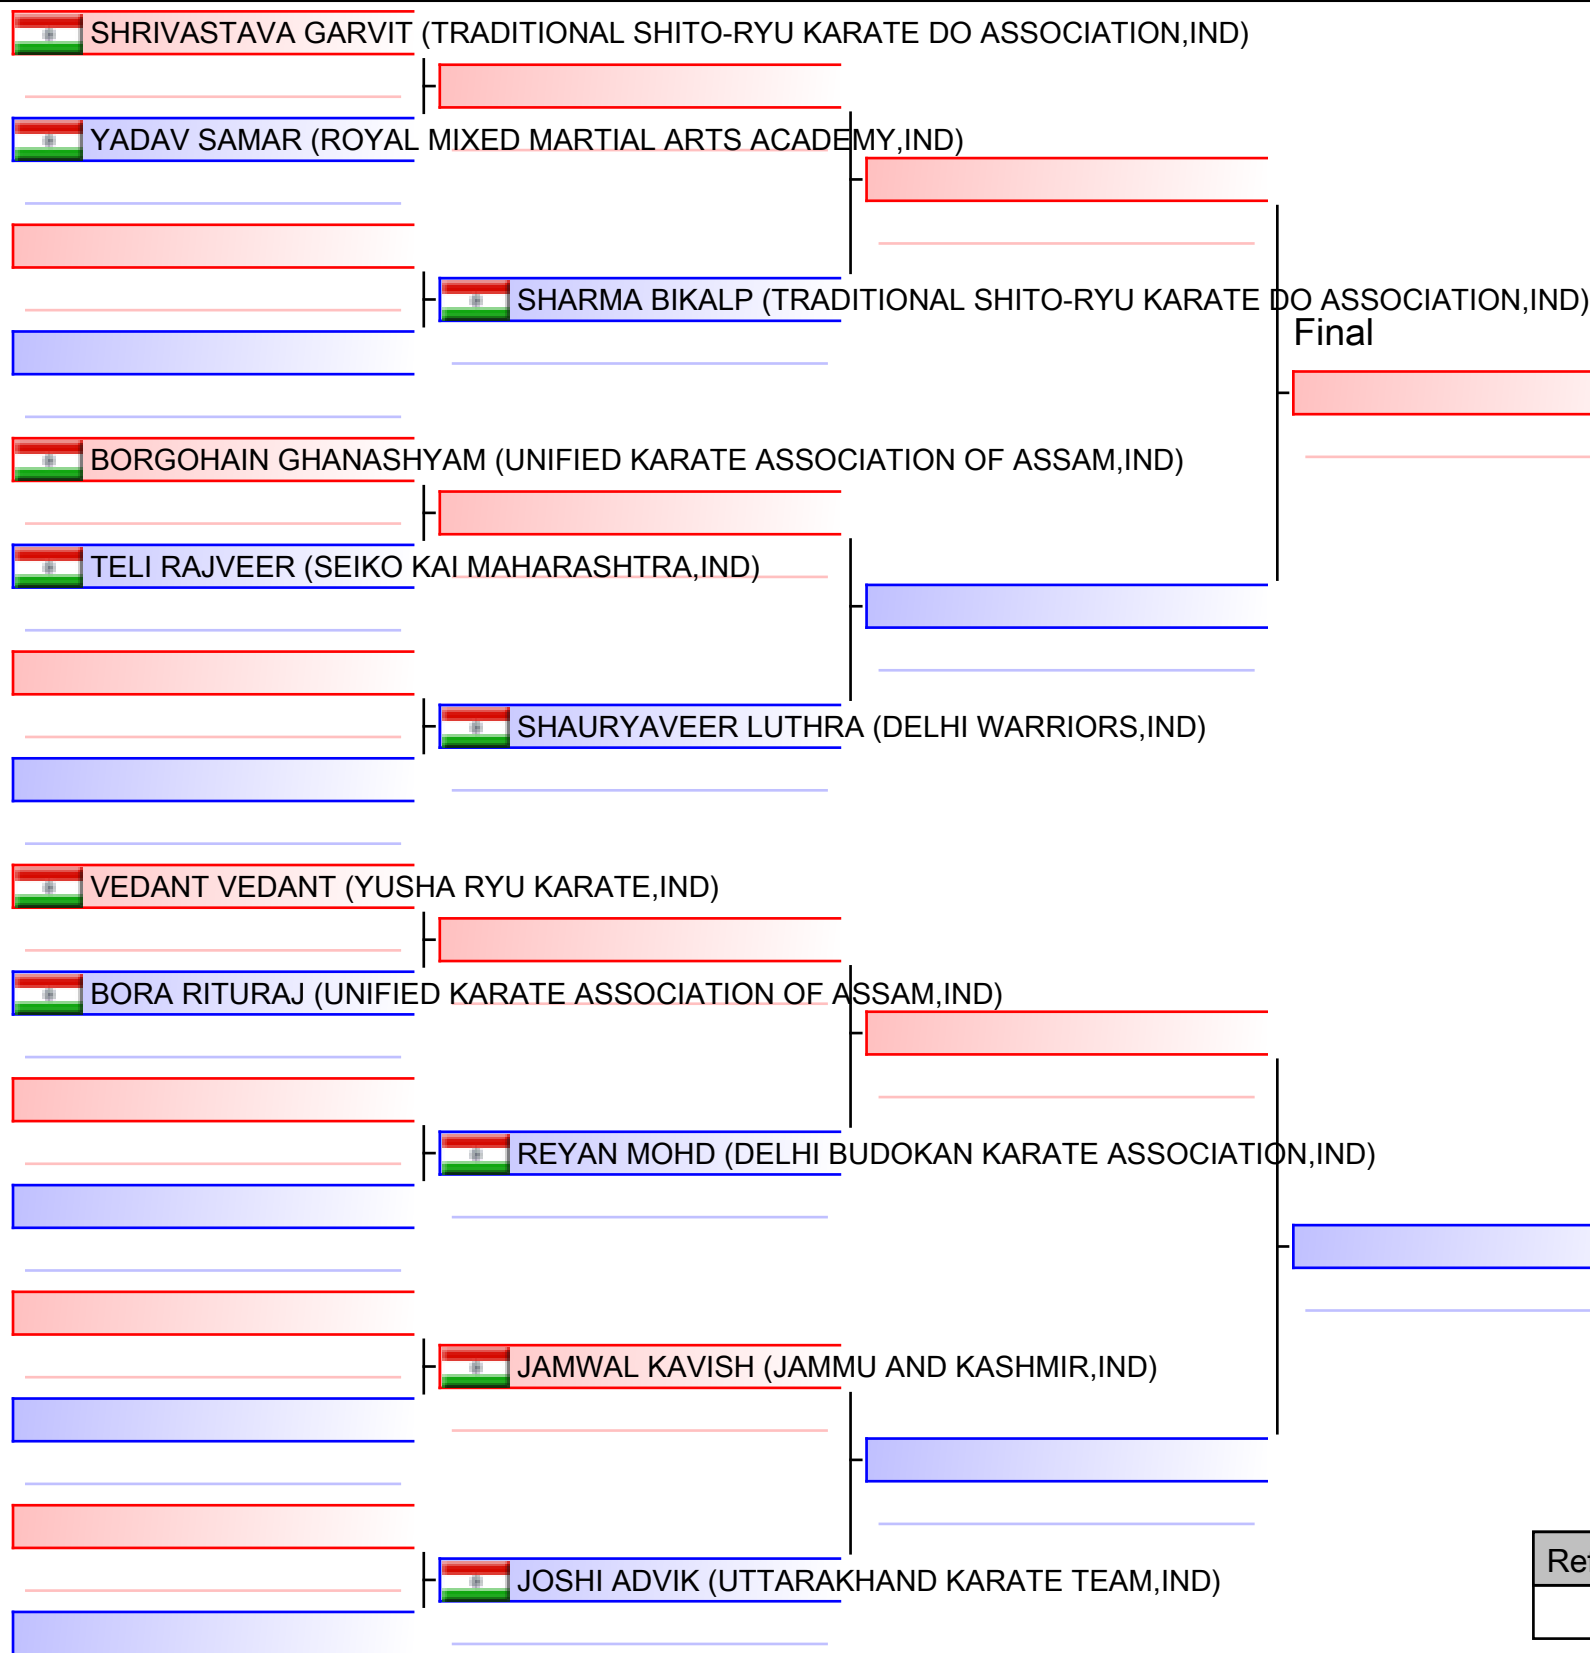 SHRIVASTAVA GARVIT (TRADITIONAL SHITO-RYU KARATE DO ASSOCIATION,IND)
YADAV SAMAR (ROYAL MIXED MARTIAL ARTS ACADEMY,IND)
SHARMA BIKALP (TRADITIONAL SHITO-RYU KARATE DO ASSOCIATION,IND)
Final
BORGOHAIN GHANASHYAM (UNIFIED KARATE ASSOCIATION OF ASSAM,IND)
TELI RAJVEER (SEIKO KAI MAHARASHTRA,IND)
SHAURYAVEER LUTHRA (DELHI WARRIORS,IND)
VEDANT VEDANT (YUSHA RYU KARATE,IND)
BORA RITURAJ (UNIFIED KARATE ASSOCIATION OF ASSAM,IND)
REYAN MOHD (DELHI BUDOKAN KARATE ASSOCIATION,IND)
JAMWAL KAVISH (JAMMU AND KASHMIR,IND)
JOSHI ADVIK (UTTARAKHAND KARATE TEAM,IND)